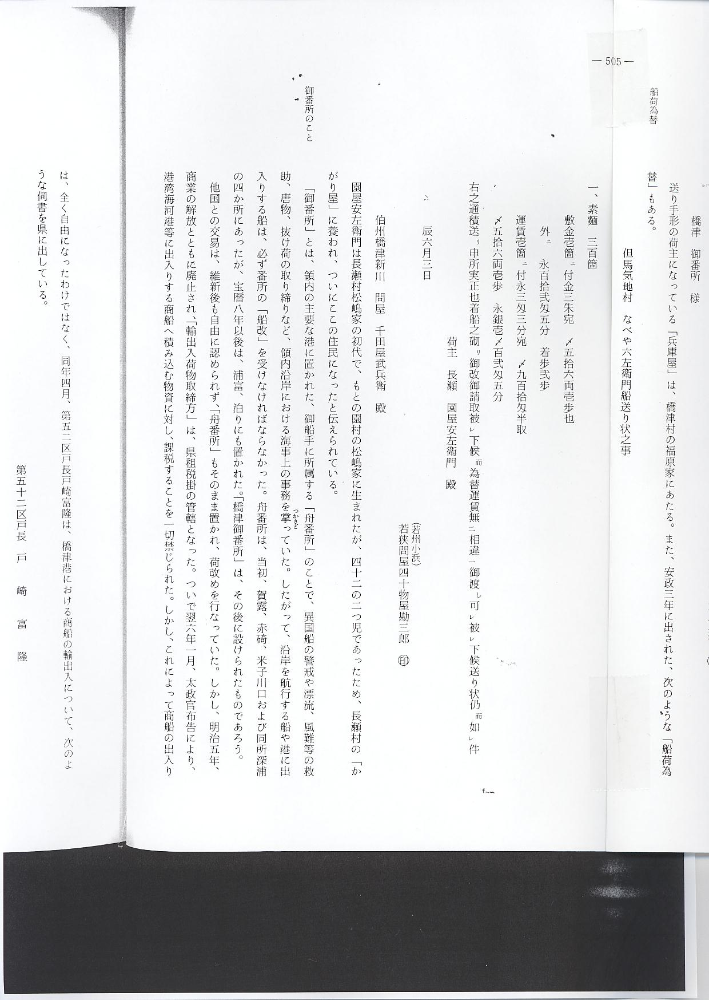 橋津　御番所　様
送り手形の荷主になっている「兵庫屋」は、橋津村の福原家にあたる。また、安政三年に出された、次のような「船荷為
替」もある。
船荷為替
— 505 —
但馬気地村　なべや六左衛門船送り状之事
一、素麺　三百箇
敷金壱箇ニ付金三朱宛　〆五拾六両壱歩也
外ニ　永百拾弐匁五分　着歩弐歩
運賃壱箇ニ付永三匁三分宛　〆九百拾匁半取
〆五拾六両壱歩　永銀壱〆百弐匁五分
右之通積送リ申所実正也着船之砌リ御改御請取被レ下候而為替運賃無ニ相違一御渡し可レ被レ下候送り状仍而如レ件
荷主　長瀬　園屋安左衛門　殿
辰六月三日
（若州小浜）
若狭問屋四十物屋勘三郎　㊞
伯州橋津新川　問屋　千田屋武兵衛　殿
園屋安左衛門は長瀬村松嶋家の初代で、もとの園村の松嶋家に生まれたが、四十二の二つ児であったため、長瀬村の「か
がり屋」に養われ、ついにここの住民になったと伝えられている。
御番所のこと
「御番所」とは、領内の主要な港に置かれた、御船手に所属する「舟番所」のことで、異国船の警戒や漂流、風難等の救
助、唐物、抜け荷の取り締りなど、領内沿岸における海事上の事務を掌っていた。したがって、沿岸を航行する船や港に出
つかさど
入りする船は、必ず番所の「船改」を受けなければならなかった。舟番所は、当初、賀露、赤碕、米子川口および同所深浦
の四か所にあったが、宝暦八年以後は、浦富、泊りにも置かれた。「橋津御番所」は、その後に設けられたものであろう。
他国との交易は、維新後も自由に認められず、「舟番所」もそのまま置かれ、荷改めを行なっていた。しかし、明治五年、
商業の解放とともに廃止され、「輸出入荷物取締方」は、県租税掛の管轄となった。ついで翌六年一月、太政官布告により、
港湾海河港等に出入りする商船へ積み込む物資に対し、課税することを一切禁じられた。しかし、これによって商船の出入り
は、全く自由になったわけではなく、同年四月、第五二区戸長戸崎富隆は、橋津港における商船の輸出入について、次のよ
うな伺書を県に出している。
第五十二区戸長　戸　崎　富　隆